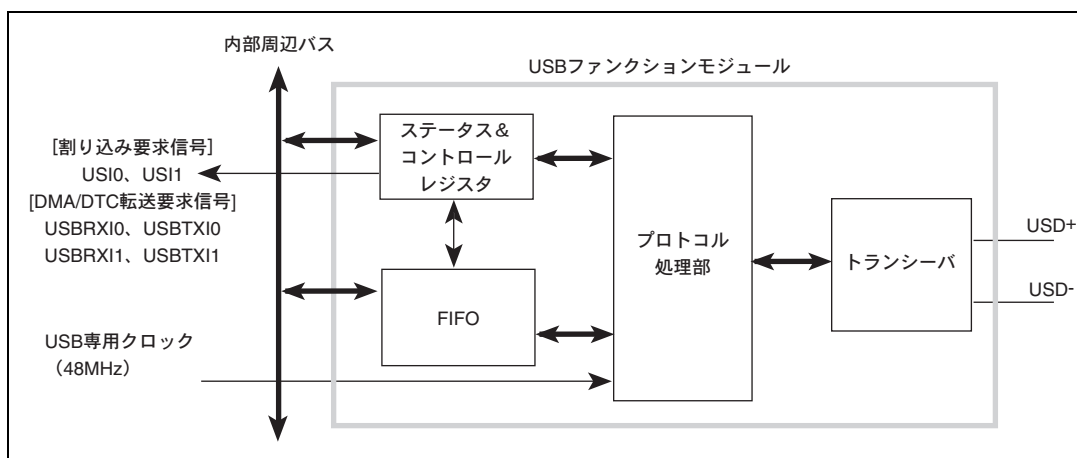 内部周辺バス
USBファンクションモジュール
[割り込み要求信号]
USI0、USI1
[DMA/DTC転送要求信号]
USBRXI0、USBTXI0
USBRXI1、USBTXI1
USB専用クロック
（48MHz）
ステータス＆
コントロール
レジスタ
FIFO
プロトコル
処理部
トランシーバ
USD+
USD-